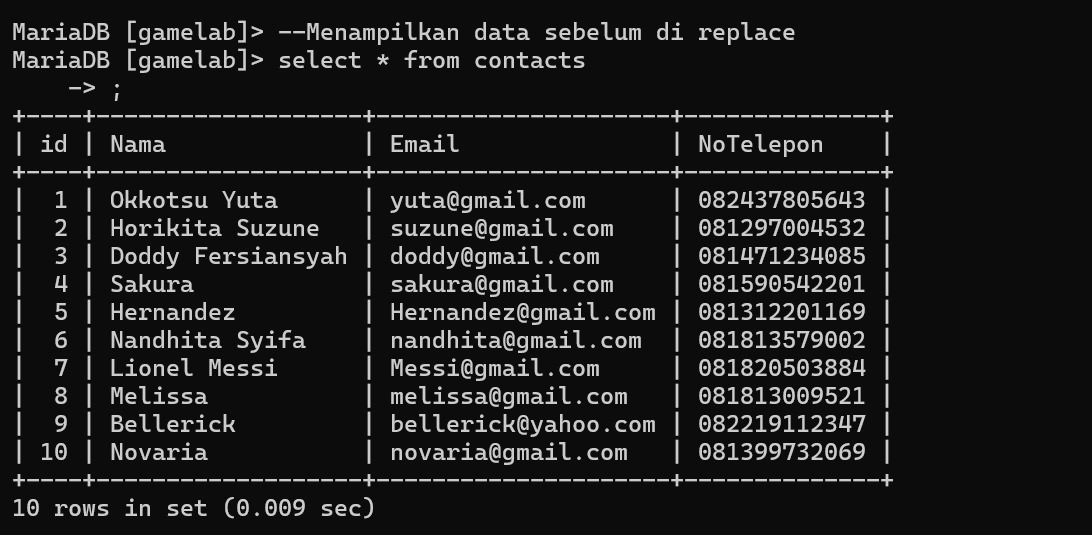 MariaDB [gamelab]> --Menampilkan data sebelum di replace
MariaDB [gamelab]> select * from contacts
    -> ;
+----+-------------------+---------------------+--------------+
| id | Nama              | Email               | NoTelepon    |
+----+-------------------+---------------------+--------------+
|  1 | Okkotsu Yuta      | yuta@gmail.com      | 082437805643 |
|  2 | Horikita Suzune   | suzune@gmail.com    | 081297004532 |
|  3 | Doddy Fersiansyah | doddy@gmail.com     | 081471234085 |
|  4 | Sakura            | sakura@gmail.com    | 081590542201 |
|  5 | Hernandez         | Hernandez@gmail.com | 081312201169 |
|  6 | Nandhita Syifa    | nandhita@gmail.com  | 081813579002 |
|  7 | Lionel Messi      | Messi@gmail.com     | 081820503884 |
|  8 | Melissa           | melissa@gmail.com   | 081813009521 |
|  9 | Bellerick         | bellerick@yahoo.com | 082219112347 |
| 10 | Novaria           | novaria@gmail.com   | 081399732069 |
+----+-------------------+---------------------+--------------+
10 rows in set (0.009 sec)